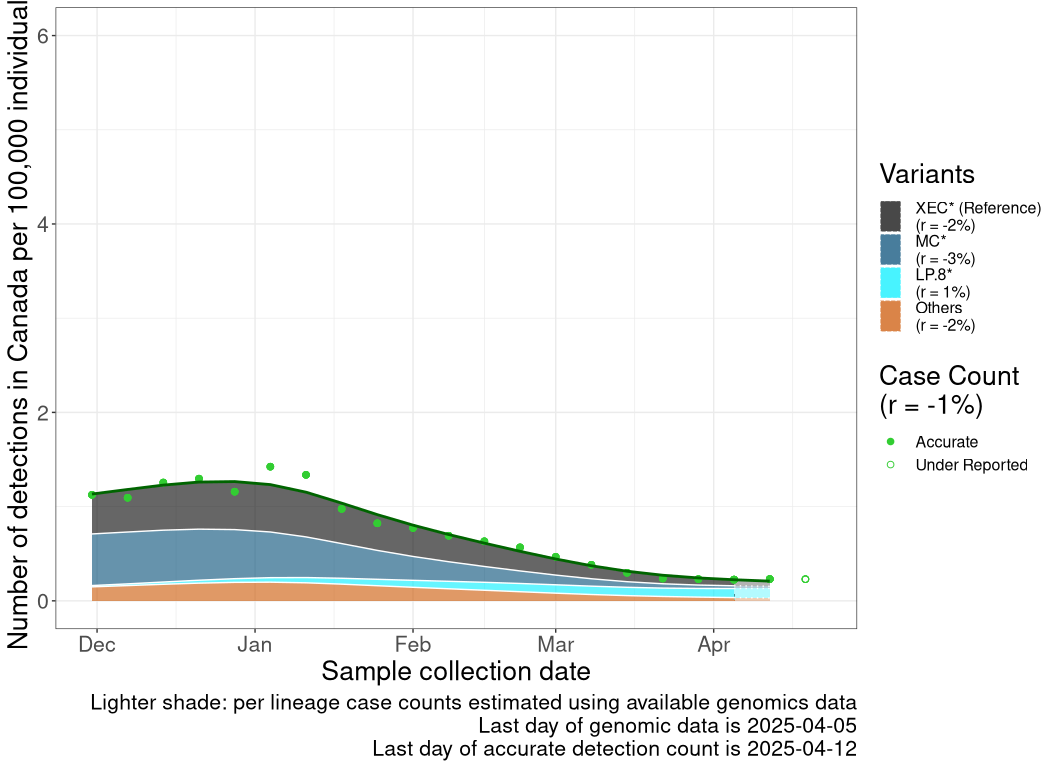 Number of detections in Canada per 100,000 individual
6
4
2
0
Dec
Jan
Feb
Mar
Apr
Sample collection date
Lighter shade: per lineage case counts estimated using available genomics data
Last day of genomic data is 2025-04-05
Last day of accurate detection count is 2025-04-12
Variants
XEC* (Reference)
(r = -2%)
MC*
(r = -3%)
LP.8*
(r = 1%)
Others
(r = -2%)
Case Count
(r = -1%)
Accurate
Under Reported